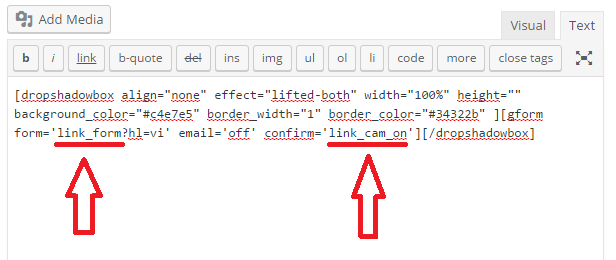 Add Media
Visual Text
b i link b-quote del ins img ul ol li code more close tags
[dropshadowbox align="none" effect="lifted-both" width="100%" height=""
background_color="#c4e7e5" border_width="1" border_color="#34322b" ][gform
form='link_form?hl=vi' email='off' confirm='link_cam_on'][/dropshadowbox]